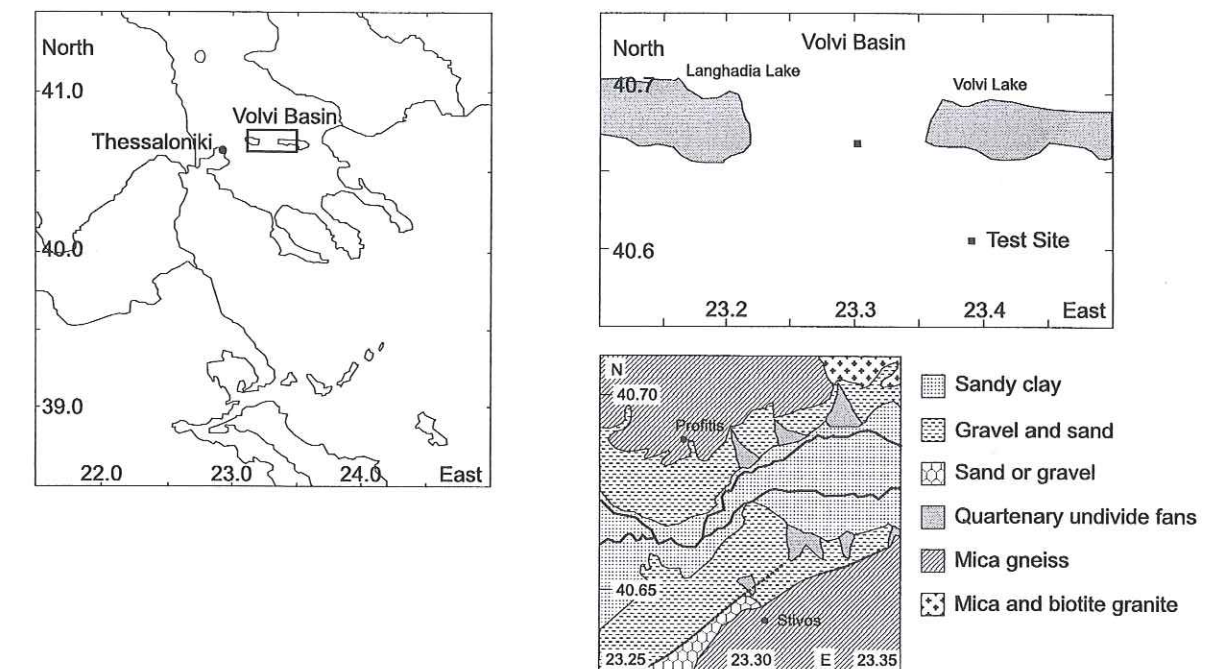 North
41.0
Volvi Basin
Thessaloniki
40.0
39.0
22.0 23.0 24.0 East
North Volvi Basin
Langhadia Lake
40.7
Volvi Lake
Test Site
40.6
23.2 23.3 23.4 East
N
40.70
Profitis
40.65
Stivos
23.25 23.30 E 23.35
Sandy clay
Gravel and sand
Sand or gravel
Quartenary undivide fans
Mica gneiss
Mica and biotite granite